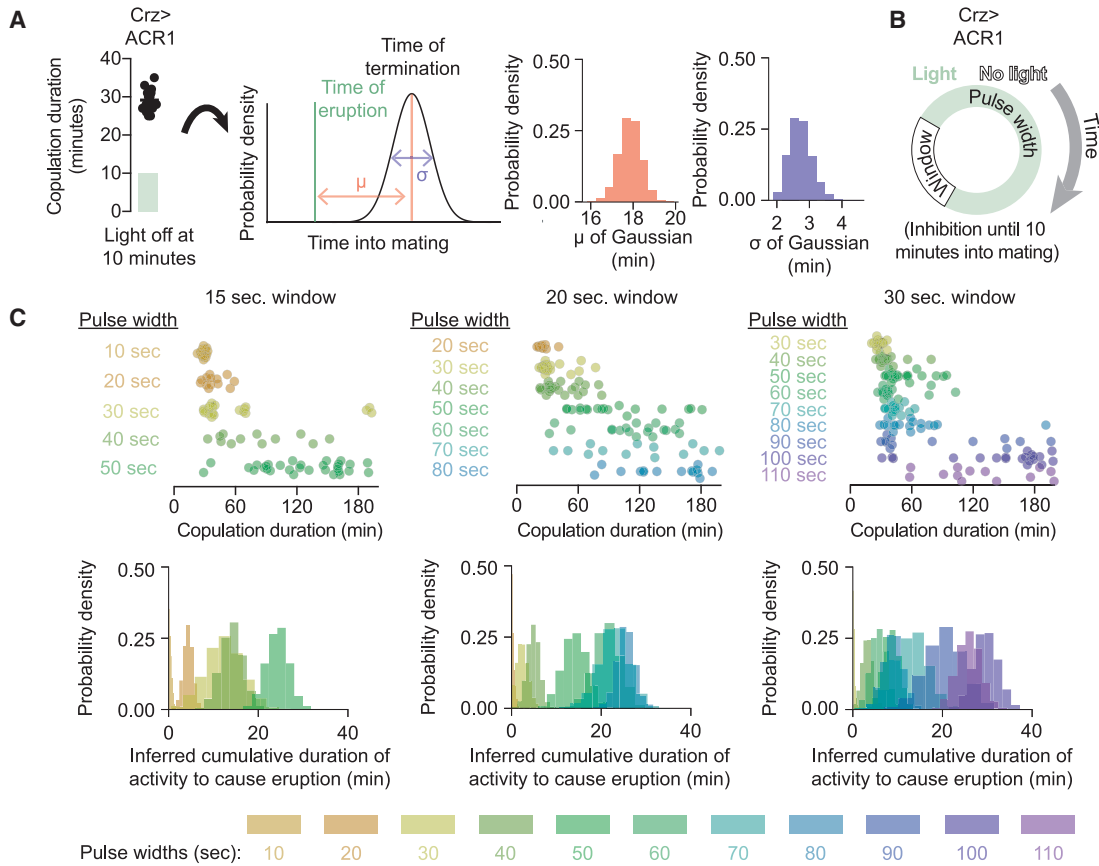 A
Crz>
ACR1
Copulation duration
(minutes)
40
30
20
10
0
Light off at
10 minutes
Probability density
Time of
eruption
Time of
termination
μ
σ
Time into mating
Probability density
0.50
0.25
0.00
16
18
20
μ of Gaussian
(min)
Probability density
0.50
0.25
0.00
2
3
4
σ of Gaussian
(min)
B
Crz>
ACR1
Light
No light
Pulse width
Window
Time
(Inhibition until 10
minutes into mating)
C
15 sec. window
Pulse width
10 sec
20 sec
30 sec
40 sec
50 sec
0
60
120
180
Copulation duration (min)
20 sec. window
Pulse width
20 sec
30 sec
40 sec
50 sec
60 sec
70 sec
80 sec
0
60
120
180
Copulation duration (min)
30 sec. window
Pulse width
30 sec
40 sec
50 sec
60 sec
70 sec
80 sec
90 sec
100 sec
110 sec
0
60
120
180
Copulation duration (min)
Probability density
0.50
0.25
0.00
0
20
40
Inferred cumulative duration of
activity to cause eruption (min)
Probability density
0.50
0.25
0.00
0
20
40
Inferred cumulative duration of
activity to cause eruption (min)
Probability density
0.50
0.25
0.00
0
20
40
Inferred cumulative duration of
activity to cause eruption (min)
Pulse widths (sec): 10 20 30 40 50 60 70 80 90 100 110